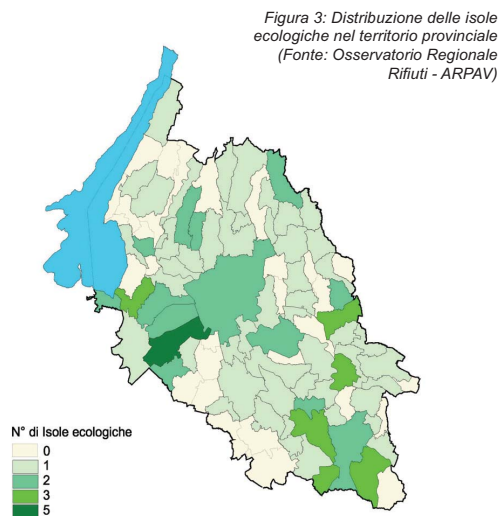 Figura 3: Distribuzione delle isole
ecologiche nel territorio provinciale
(Fonte: Osservatorio Regionale
Rifiuti - ARPAV)
N° di Isole ecologiche
0
1
2
3
5